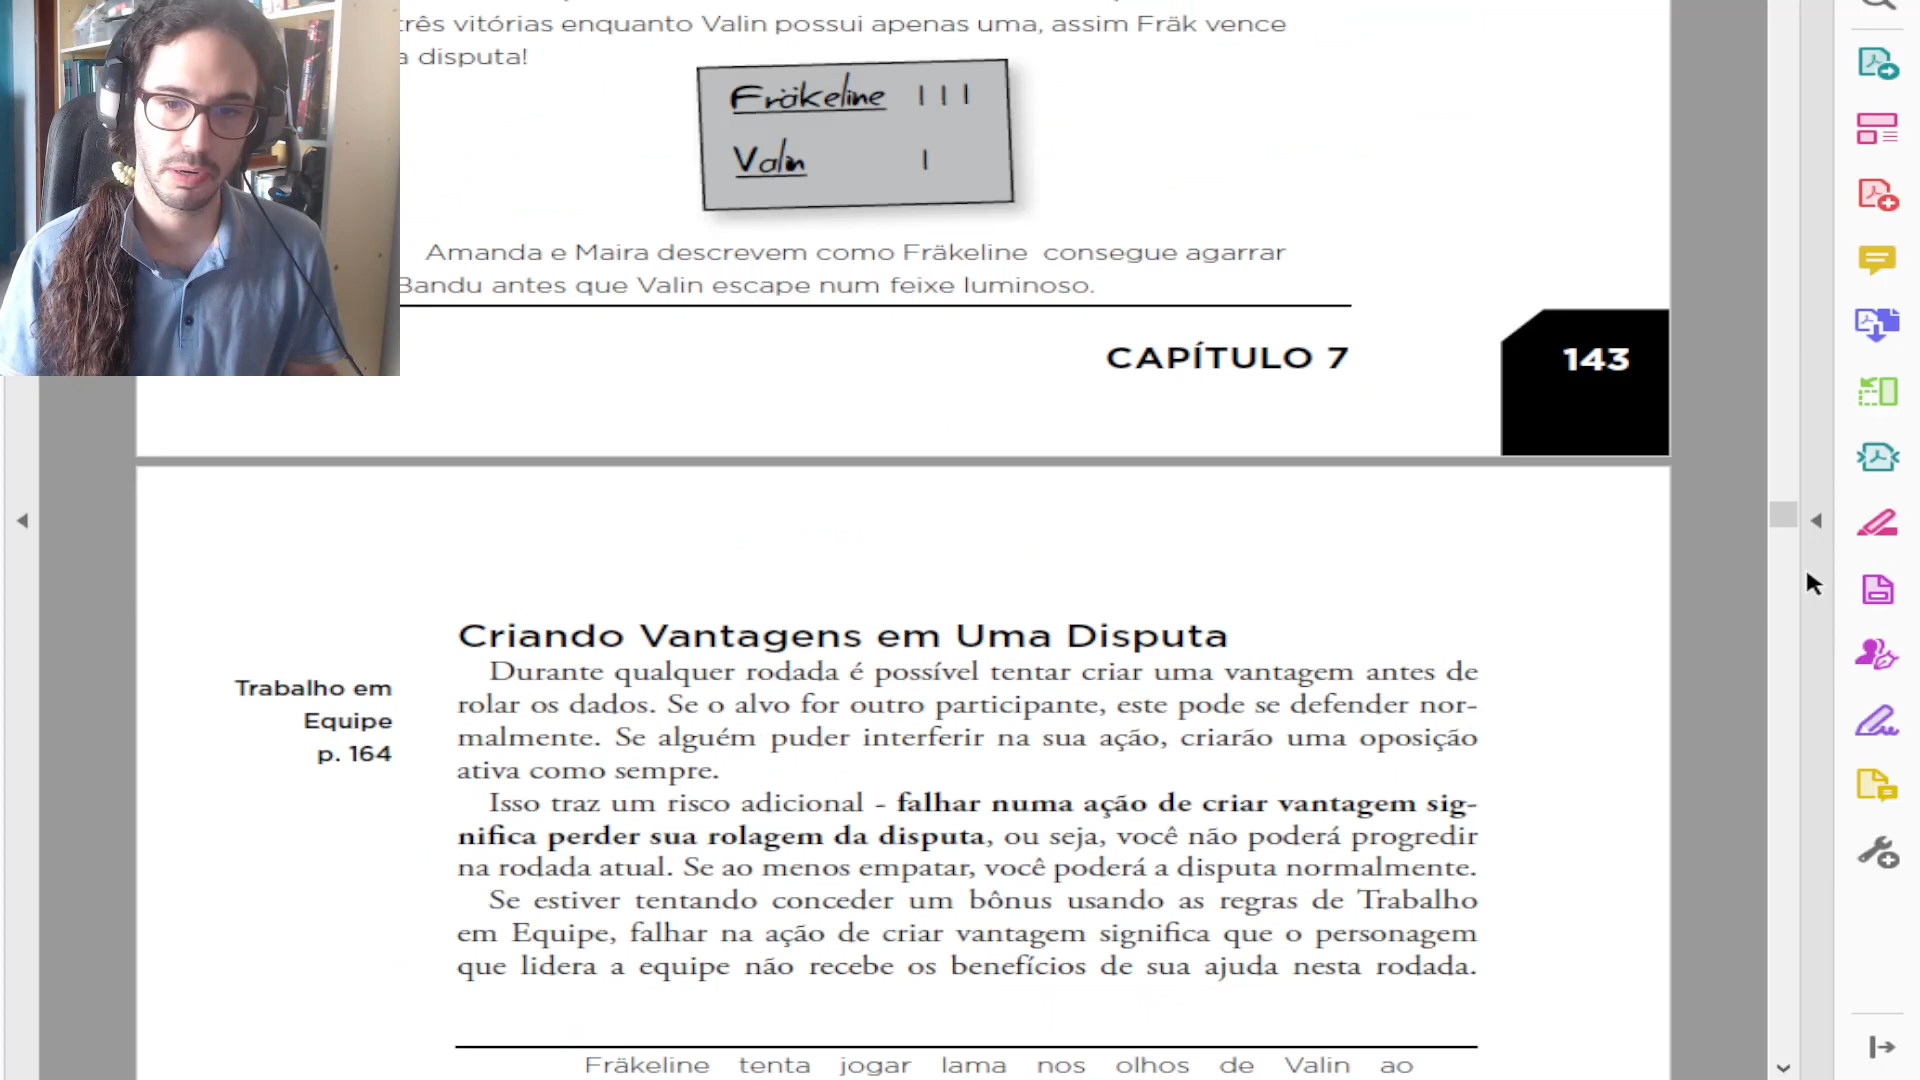 três vitórias enquanto Valin possui apenas uma, assim Fräk vence
a disputa!
Fräkeline III
Valin I
Amanda e Maira descrevem como Fräkeline consegue agarrar
Bandu antes que Valin escape num feixe luminoso.
CAPÍTULO 7
143
Criando Vantagens em Uma Disputa
Trabalho em
Equipe
p. 164
Durante qualquer rodada é possível tentar criar uma vantagem antes de
rolar os dados. Se o alvo for outro participante, este pode se defender nor-
malmente. Se alguém puder interferir na sua ação, criarão uma oposição
ativa como sempre.
Isso traz um risco adicional - falhar numa ação de criar vantagem sig-
nifica perder sua rolagem da disputa, ou seja, você não poderá progredir
na rodada atual. Se ao menos empatar, você poderá a disputa normalmente.
Se estiver tentando conceder um bônus usando as regras de Trabalho
em Equipe, falhar na ação de criar vantagem significa que o personagem
que lidera a equipe não recebe os benefícios de sua ajuda nesta rodada.
Fräkeline tenta jogar lama nos olhos de Valin ao